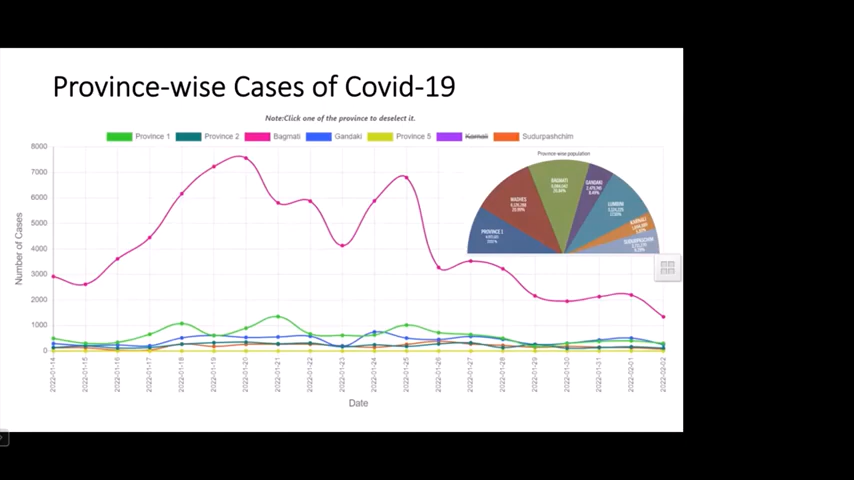 Province-wise Cases of Covid-19
Note:Click one of the province to deselect it.
Province 1 Province 2 Bagmati Gandaki Province 5 Karnali Sudurpashchim
Province-wise population
BAGMATI
GANDAKI
MADHES
LUMBINI
KARNALI
PROVINCE 1
SUDURPASCHIM
Number of Cases
8000
7000
6000
5000
4000
3000
2000
1000
0
2022-01-14
2022-01-15
2022-01-16
2022-01-17
2022-01-18
2022-01-19
2022-01-20
2022-01-21
2022-01-22
2022-01-23
2022-01-24
2022-01-25
2022-01-26
2022-01-27
2022-01-28
2022-01-29
2022-01-30
2022-01-31
2022-02-01
2022-02-02
Date